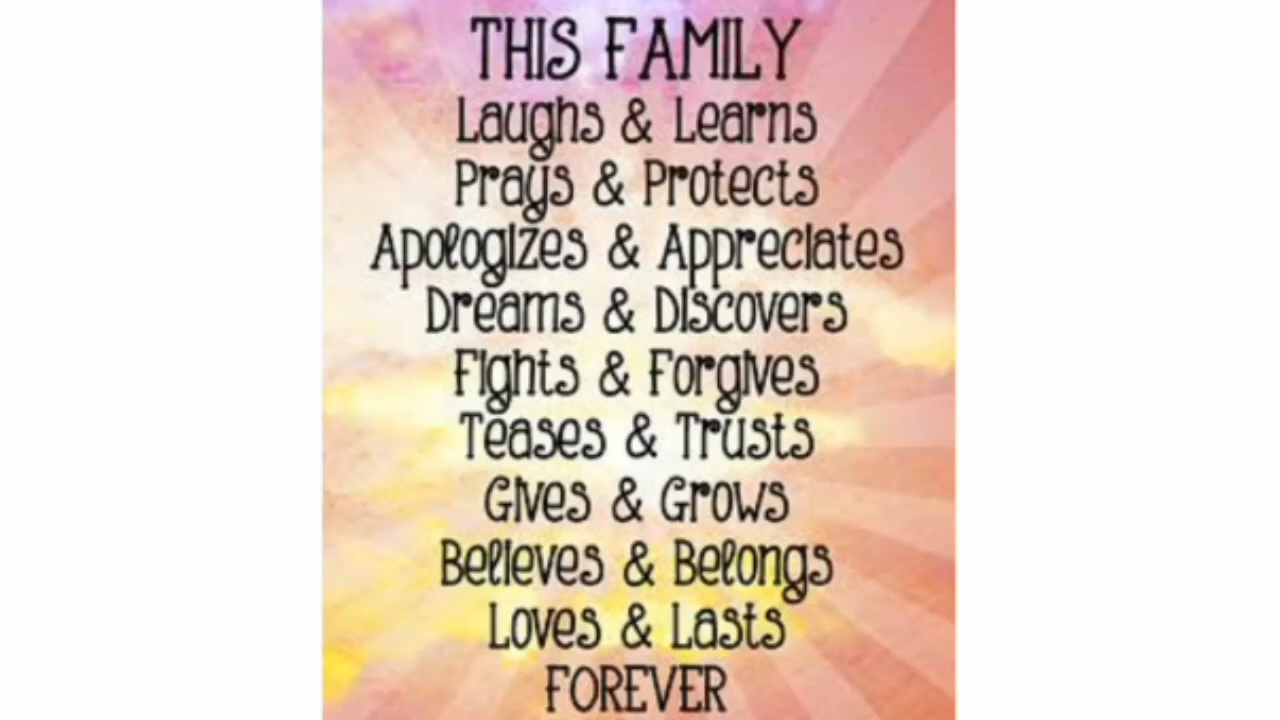 THIS FAMILY
Laughs & Learns
Prays & Protects
Apologizes & Appreciates
Dreams & Discovers
Fights & Forgives
Teases & Trusts
Gives & Grows
Believes & Belongs
Loves & Lasts
FOREVER